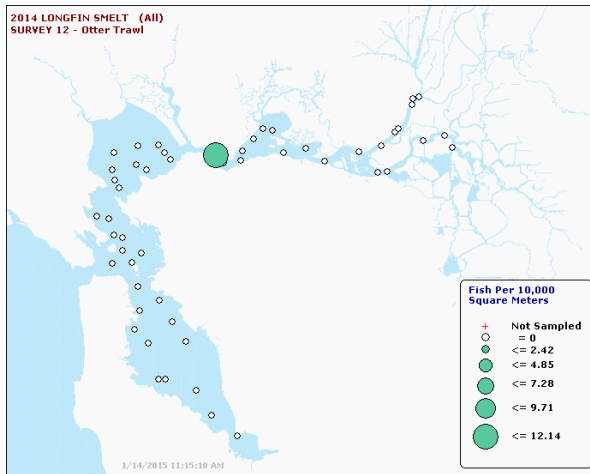 2014 LONGFIN SMELT (All)
SURVEY 12 - Otter Trawl
Fish Per 10,000
Square Meters
Not Sampled
= 0
<= 2.42
<= 4.85
<= 7.28
<= 9.71
<= 12.14
1/14/2015 11:15:10 AM